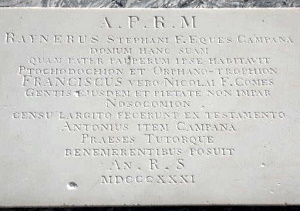 A . P . R . M
RAYNERUS STEPHANI F. EQUES CAMPANA
DOMUM HANC SUAM
QUAM PATER PAUPERUM IPSE HABITAVIT
PTOCHODOCHION ET ORPHANO-TROPHION
FRANCISCUS VERO NICOLAI F. COMES
GENTIS EJUSDEM ET PIETATE NON IMPAR
NOSOCOMION
CENSU LARGITO FECERUNT EX TESTAMENTO
ANTONIUS ITEM CAMPANA
PRAESES TUTORQUE
BENEMERENTIBUS POSUIT
AN. R. S
MDCCCXXXI